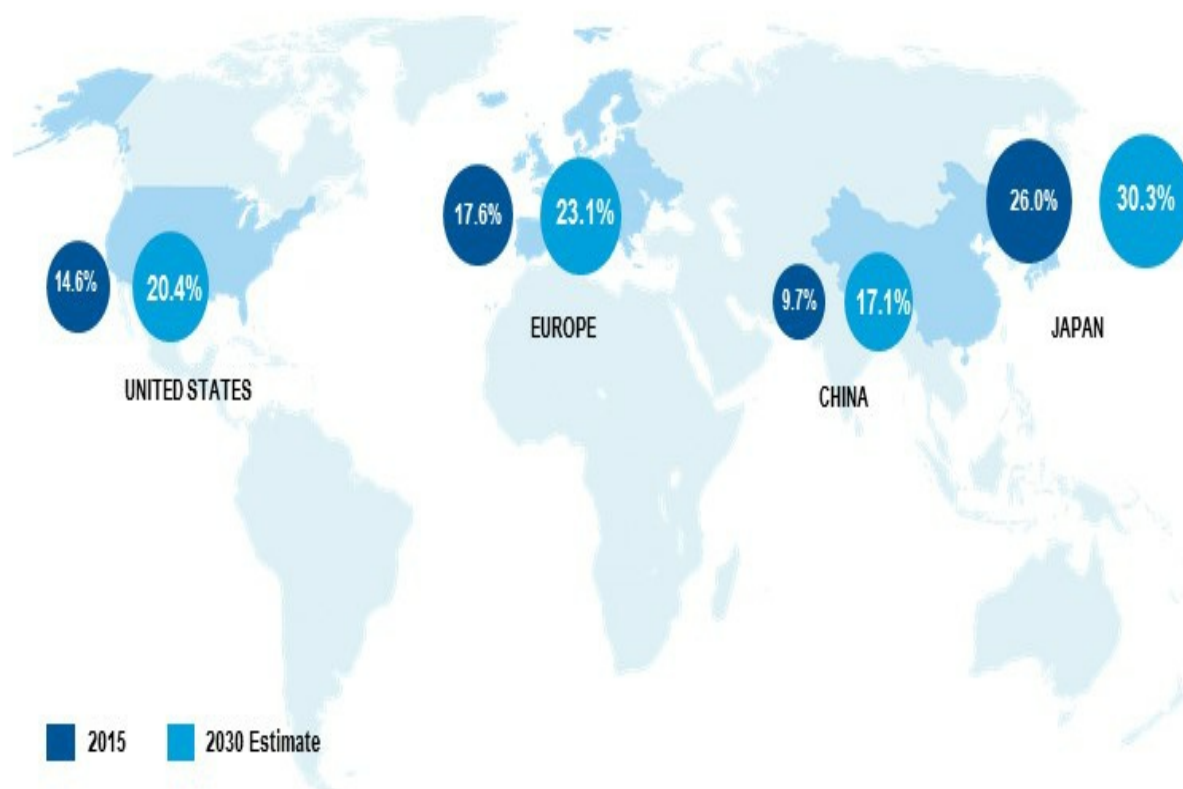 14.6%
20.4%
UNITED STATES
17.6%
23.1%
EUROPE
9.7%
17.1%
CHINA
26.0%
30.3%
JAPAN
2015
2030 Estimate